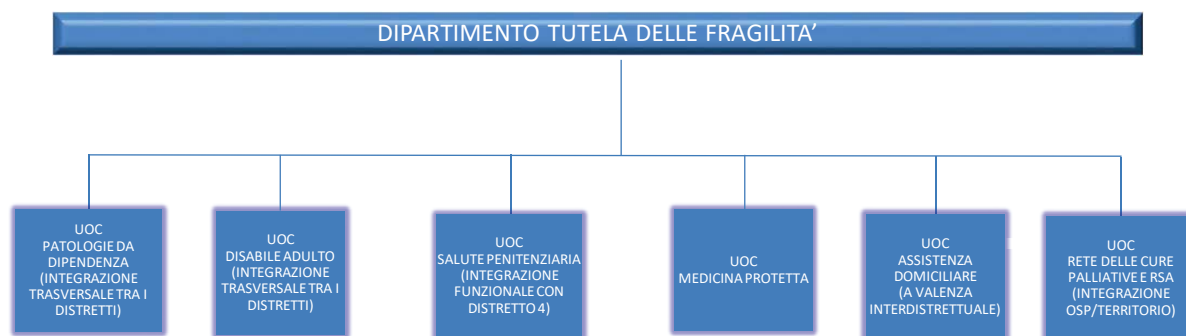 DIPARTIMENTO TUTELA DELLE FRAGILITA’
UOC
PATOLOGIE DA
DIPENDENZA
(INTEGRAZIONE
TRASVERSALE TRA I
DISTRETTI)
UOC
DISABILE ADULTO
(INTEGRAZIONE
TRASVERSALE TRA I
DISTRETTI)
UOC
SALUTE PENITENZIARIA
(INTEGRAZIONE
FUNZIONALE CON
DISTRETTO 4)
UOC
MEDICINA PROTETTA
UOC
ASSISTENZA
DOMICILIARE
(A VALENZA
INTERDISTRETTUALE)
UOC
RETE DELLE CURE
PALLIATIVE E RSA
(INTEGRAZIONE
OSP/TERRITORIO)